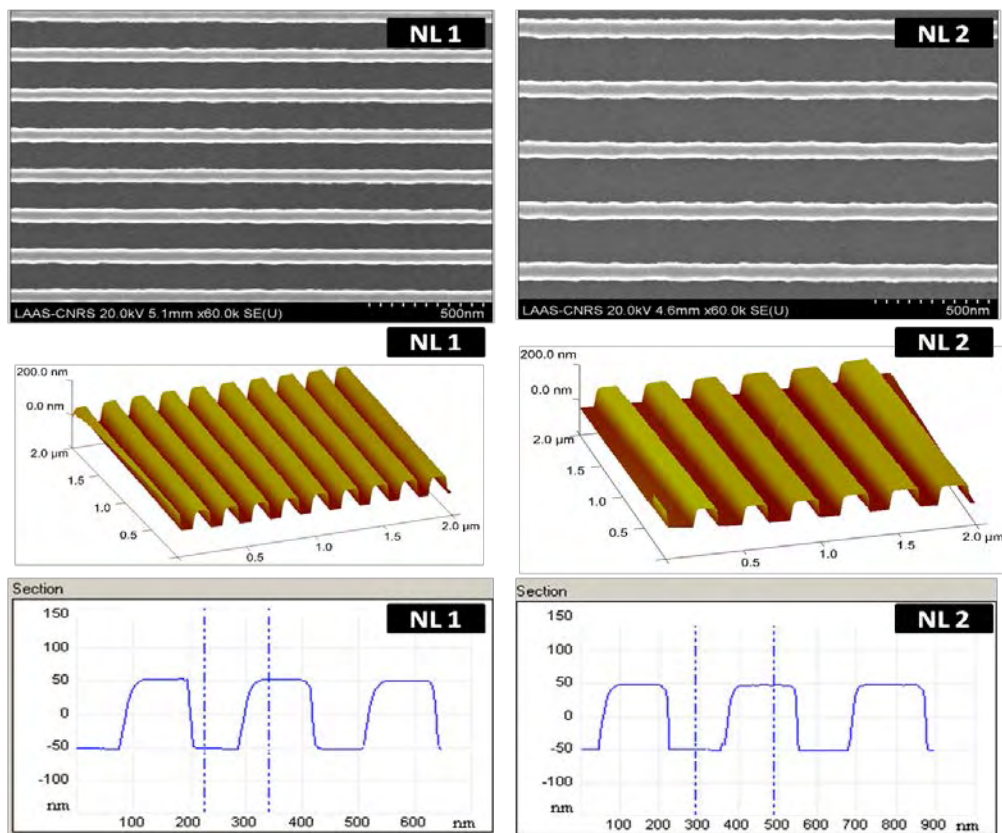 NL 1
NL 2
LAAS-CNRS 20.0kV 5.1mm x60.0k SE(U) 500nm
LAAS-CNRS 20.0kV 4.6mm x60.0k SE(U) 500nm
NL 1
200.0 nm
0.0 nm
2.0 µm
1.5
1.0
0.5
0.5
1.0
1.5
2.0 µm
NL 2
200.0 nm
0.0 nm
2.0 µm
1.5
1.0
0.5
0.5
1.0
1.5
2.0 µm
Section
NL 1
150
100
50
0
-50
-100
nm
100 200 300 400 500 600 nm
Section
NL 2
150
100
50
0
-50
-100
nm
100 200 300 400 500 600 700 800 900 nm